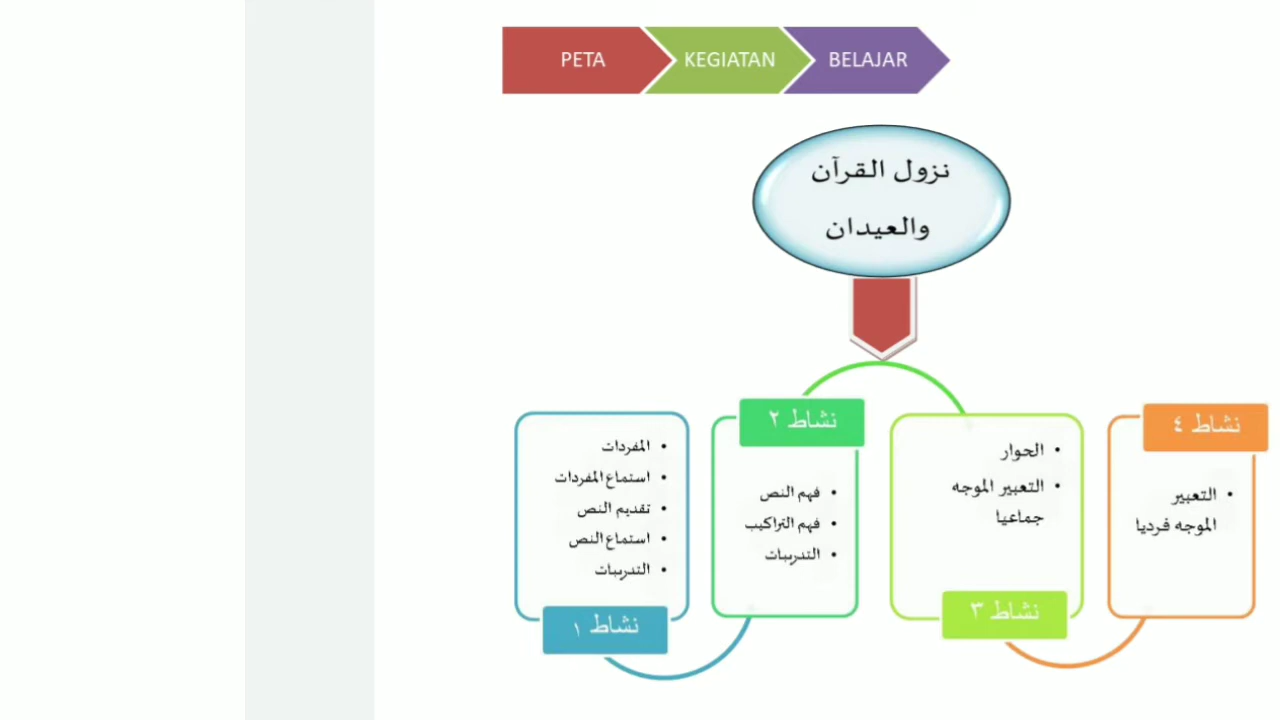 PETA KEGIATAN BELAJAR
نزول القرآن
والعيدان
المفردات
استماع المفردات
تقديم النص
استماع النص
التدريبات
نشاط ١
نشاط ٢
فهم النص
فهم التراكيب
التدريبات
الحوار
التعبير الموجه
جماعيا
نشاط ٣
نشاط ٤
التعبير
الموجه فرديا